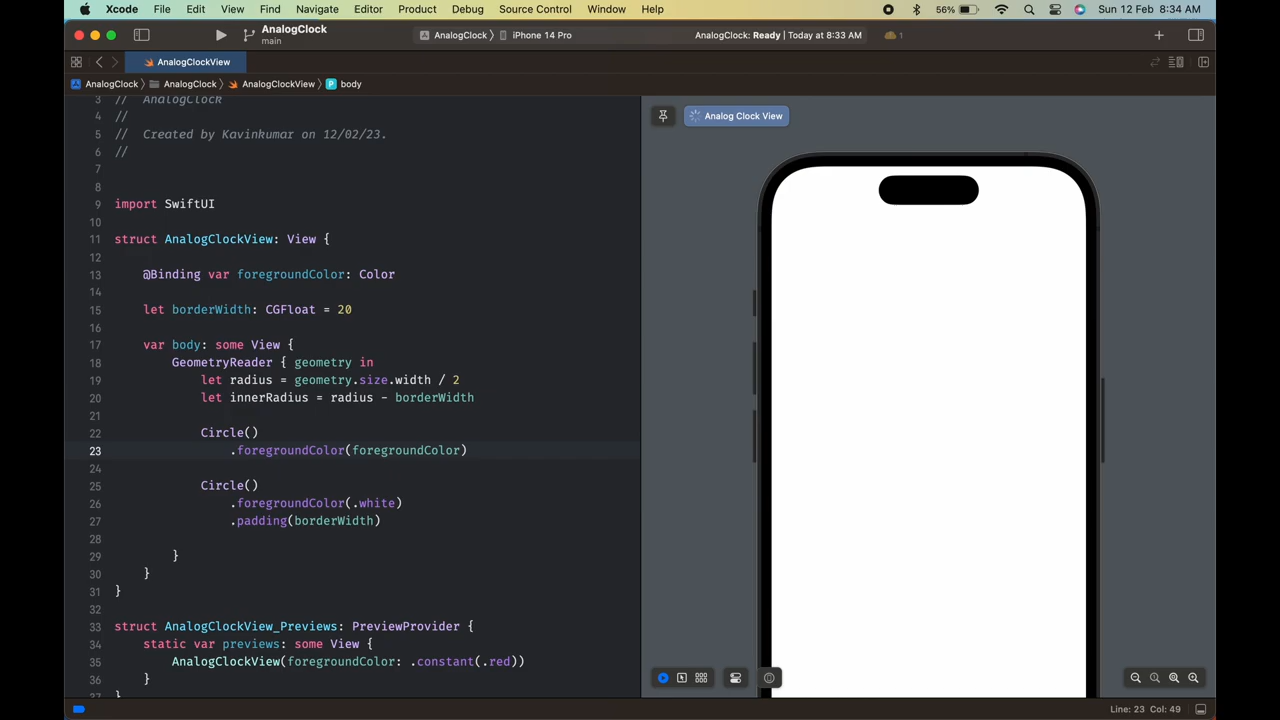 Xcode File Edit View Find Navigate Editor Product Debug Source Control Window Help 56% Sun 12 Feb 8:34 AM
AnalogClock
main
AnalogClock iPhone 14 Pro AnalogClock: Ready | Today at 8:33 AM 1
AnalogClockView
AnalogClock AnalogClock AnalogClockView body
3 // AnalogClock
4 //
5 // Created by Kavinkumar on 12/02/23.
6 //
7
8
9 import SwiftUI
10
11 struct AnalogClockView: View {
12
13 @Binding var foregroundColor: Color
14
15 let borderWidth: CGFloat = 20
16
17 var body: some View {
18 GeometryReader { geometry in
19 let radius = geometry.size.width / 2
20 let innerRadius = radius - borderWidth
21
22 Circle()
23 .foregroundColor(foregroundColor)
24
25 Circle()
26 .foregroundColor(.white)
27 .padding(borderWidth)
28
29 }
30 }
31 }
32
33 struct AnalogClockView_Previews: PreviewProvider {
34 static var previews: some View {
35 AnalogClockView(foregroundColor: .constant(.red))
36 }
37 }
Analog Clock View
Line: 23 Col: 49